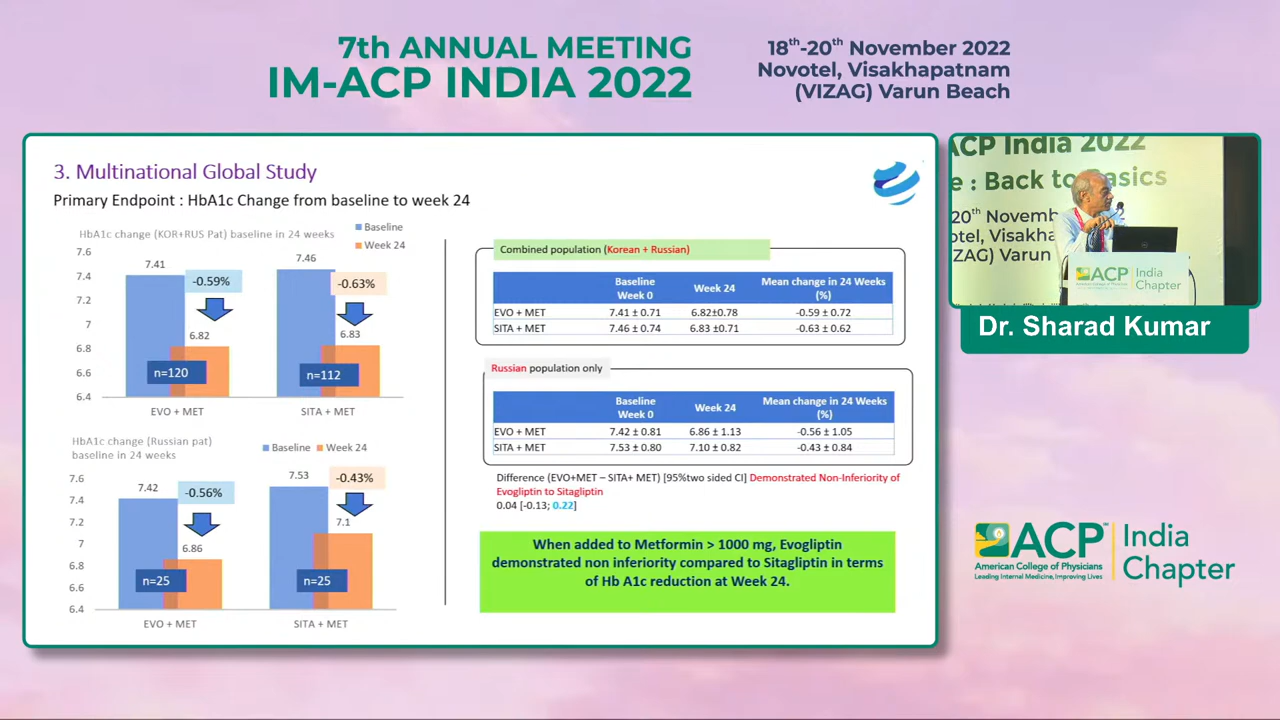 7th ANNUAL MEETING
IM-ACP INDIA 2022
18th-20th November 2022
Novotel, Visakhapatnam
(VIZAG) Varun Beach
3. Multinational Global Study
Primary Endpoint : HbA1c Change from baseline to week 24
HbA1c change (KOR+RUS Pat) baseline in 24 weeks
Baseline
Week 24
7.6
7.4
7.2
7
6.8
6.6
6.4
7.41
-0.59%
6.82
n=120
EVO + MET
7.46
-0.63%
6.83
n=112
SITA + MET
HbA1c change (Russian pat)
baseline in 24 weeks
Baseline
Week 24
7.6
7.4
7.2
7
6.8
6.6
6.4
7.42
-0.56%
6.86
n=25
EVO + MET
7.53
-0.43%
7.1
n=25
SITA + MET
Combined population (Korean + Russian)
Baseline Week 0
Week 24
Mean change in 24 Weeks (%)
EVO + MET 7.41 ± 0.71 6.82±0.78 -0.59 ± 0.72
SITA + MET 7.46 ± 0.74 6.83 ±0.71 -0.63 ± 0.62
Russian population only
Baseline Week 0
Week 24
Mean change in 24 Weeks (%)
EVO + MET 7.42 ± 0.81 6.86 ± 1.13 -0.56 ± 1.05
SITA + MET 7.53 ± 0.80 7.10 ± 0.82 -0.43 ± 0.84
Difference (EVO+MET – SITA+ MET) [95%two sided CI] Demonstrated Non-Inferiority of
Evogliptin to Sitagliptin
0.04 [-0.13; 0.22]
When added to Metformin > 1000 mg, Evogliptin
demonstrated non inferiority compared to Sitagliptin in terms
of Hb A1c reduction at Week 24.
ACP India 2022
e : Back to Basics
20th Novemb
otel, Visakha
IZAG) Varun
ACP India
Chapter
Dr. Sharad Kumar
ACP India
Chapter
American College of Physicians
Leading Internal Medicine, Improving Lives